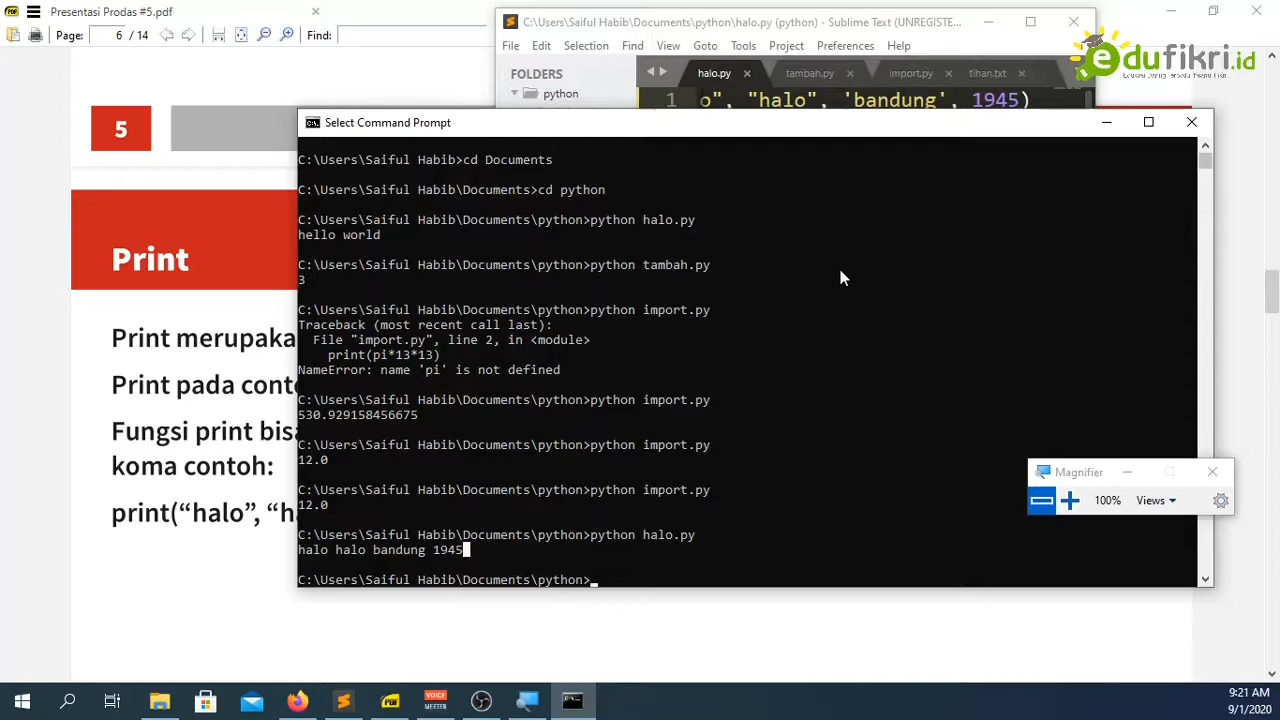 Presentasi Prodas #5.pdf
Page: 6 / 14
Find:
C:\Users\Saiful Habib\Documents\python\halo.py (python) - Sublime Text (UNREGISTE...
File Edit Selection Find View Goto Tools Project Preferences Help
FOLDERS
python
halo.py
tambah.py
import.py
tihan.txt
1 o", "halo", 'bandung', 1945)
edufikri.id
5
Print
Print merupaka
Print pada conto
Fungsi print bisa
koma contoh:
print(“halo”, “ha
Select Command Prompt
C:\Users\Saiful Habib>cd Documents
C:\Users\Saiful Habib\Documents>cd python
C:\Users\Saiful Habib\Documents\python>python halo.py
hello world
C:\Users\Saiful Habib\Documents\python>python tambah.py
3
C:\Users\Saiful Habib\Documents\python>python import.py
Traceback (most recent call last):
  File "import.py", line 2, in <module>
    print(pi*13*13)
NameError: name 'pi' is not defined
C:\Users\Saiful Habib\Documents\python>python import.py
530.929158456675
C:\Users\Saiful Habib\Documents\python>python import.py
12.0
C:\Users\Saiful Habib\Documents\python>python import.py
12.0
C:\Users\Saiful Habib\Documents\python>python halo.py
halo halo bandung 1945
C:\Users\Saiful Habib\Documents\python>
Magnifier
100% Views
9:21 AM
9/1/2020